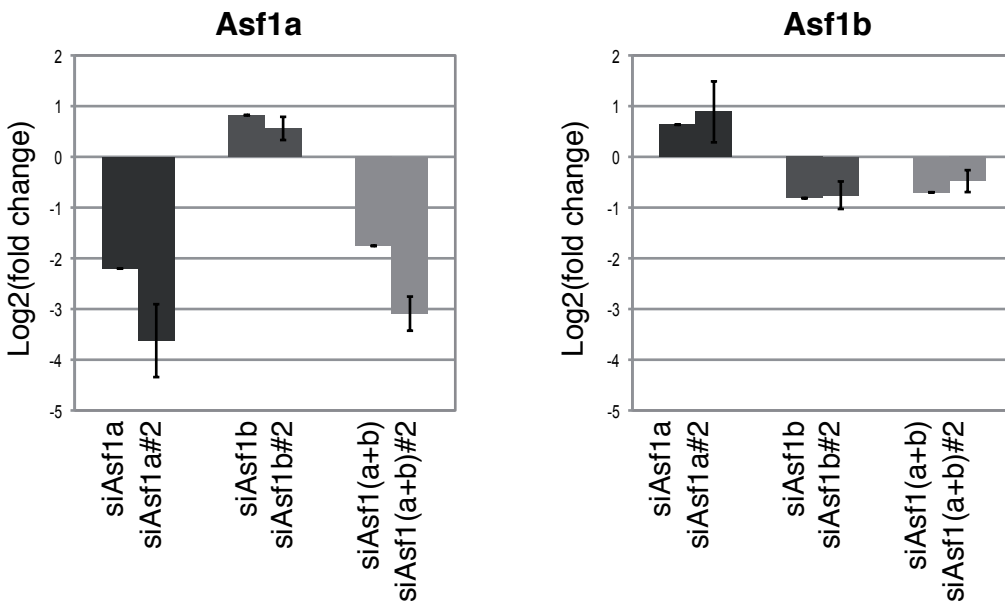 Asf1a
Log2(fold change)
2
1
0
-1
-2
-3
-4
-5
siAsf1a
siAsf1a#2
siAsf1b
siAsf1b#2
siAsf1(a+b)
siAsf1(a+b)#2
Asf1b
Log2(fold change)
2
1
0
-1
-2
-3
-4
-5
siAsf1a
siAsf1a#2
siAsf1b
siAsf1b#2
siAsf1(a+b)
siAsf1(a+b)#2